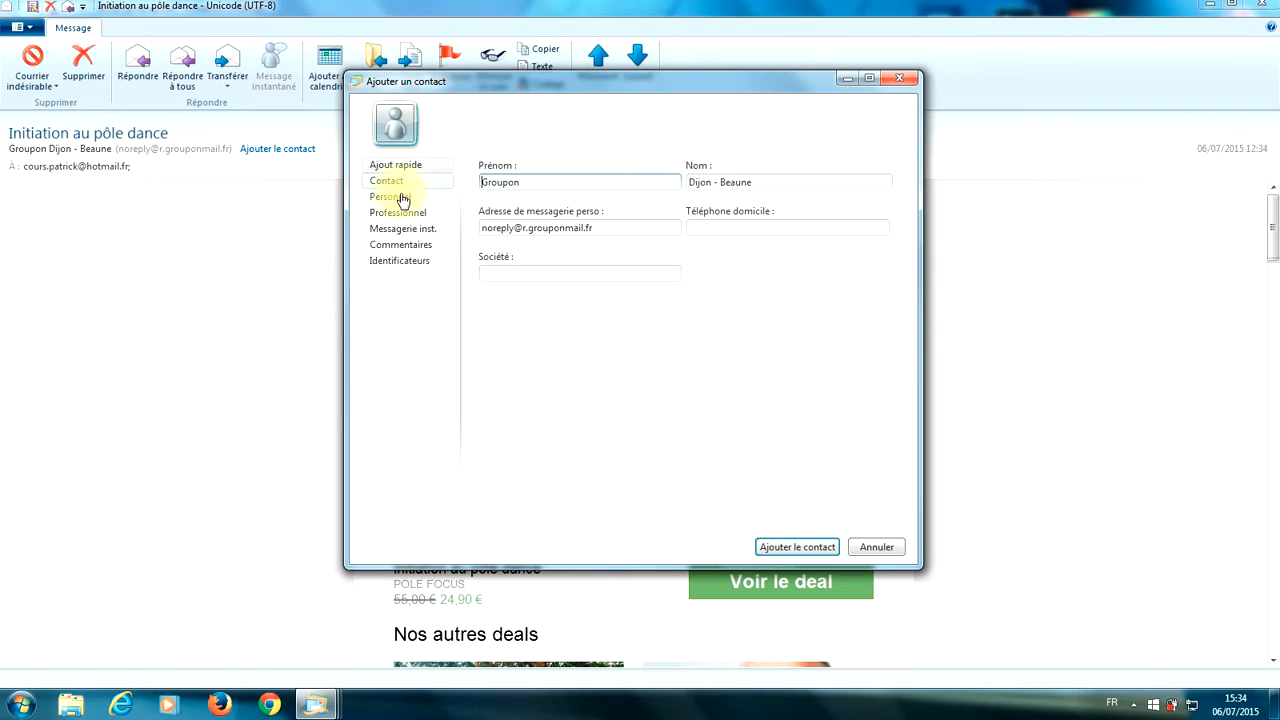 Initiation au pôle dance - Unicode (UTF-8)
Message
Courrier indésirable
Supprimer
Répondre
Répondre à tous
Transférer
Message instantané
Ajouter au calendri
Copier
Texte
Supprimer
Répondre
Initiation au pôle dance
Groupon Dijon - Beaune (noreply@r.grouponmail.fr) Ajouter le contact
06/07/2015 12:34
À : cours.patrick@hotmail.fr;
Ajouter un contact
Ajout rapide
Contact
Personnel
Professionnel
Messagerie inst.
Commentaires
Identificateurs
Prénom :
Nom :
Groupon
Dijon - Beaune
Adresse de messagerie perso :
Téléphone domicile :
noreply@r.grouponmail.fr
Société :
Ajouter le contact
Annuler
Initiation au pôle dance
POLE FOCUS
55,00 € 24,90 €
Voir le deal
Nos autres deals
FR
15:34
06/07/2015